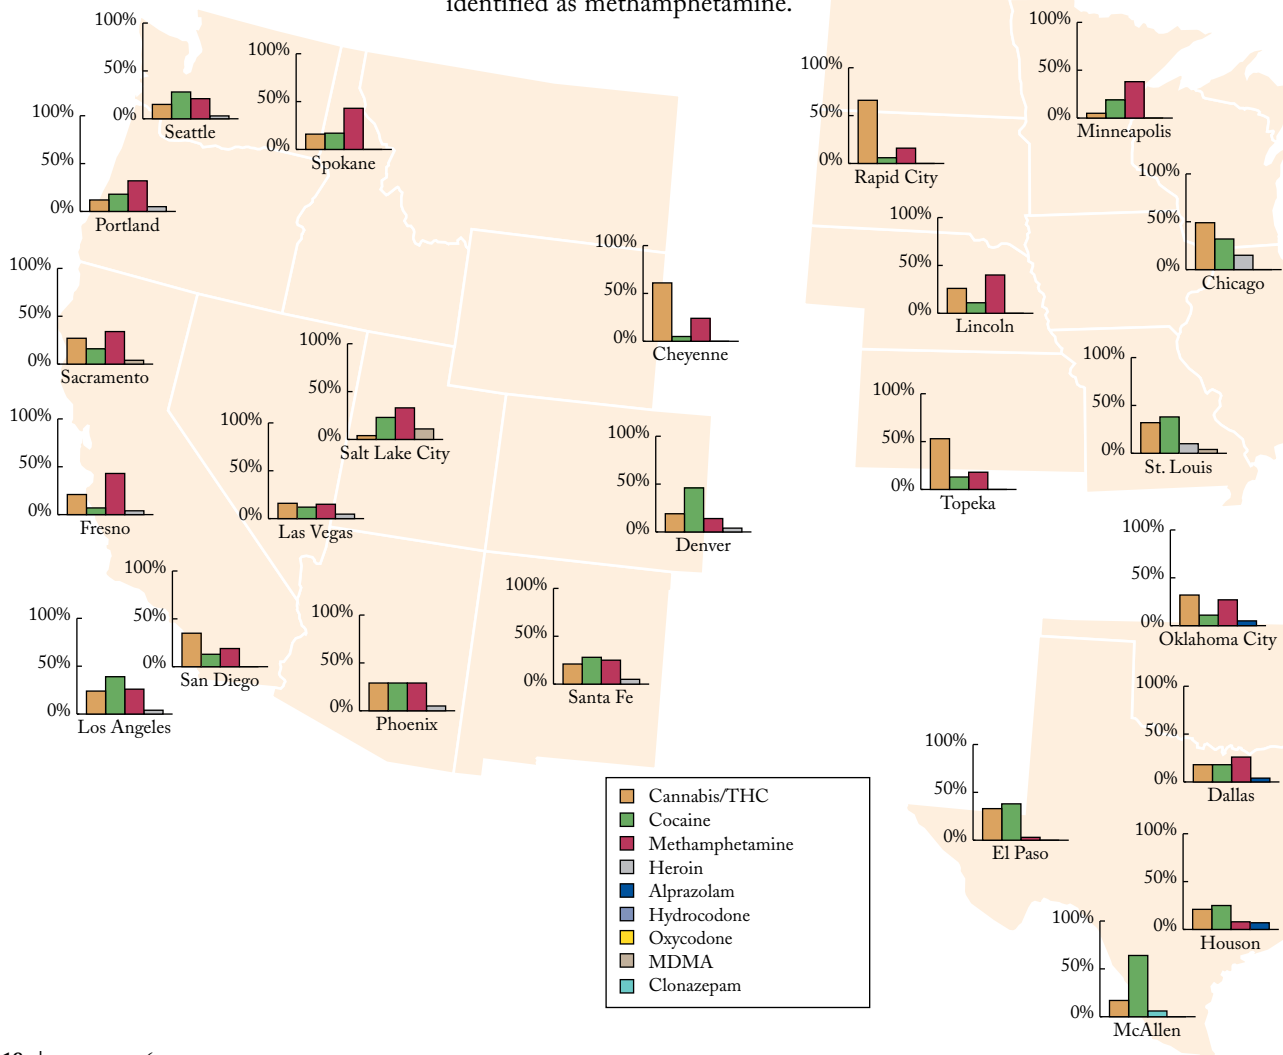 identified as methamphetamine.
100%
50%
0%
Seattle
100%
50%
0%
Spokane
100%
50%
0%
Portland
100%
50%
0%
Rapid City
100%
50%
0%
Minneapolis
100%
50%
0%
Chicago
100%
50%
0%
Lincoln
100%
50%
0%
Cheyenne
100%
50%
0%
Sacramento
100%
50%
0%
Salt Lake City
100%
50%
0%
St. Louis
100%
50%
0%
Topeka
100%
50%
0%
Fresno
100%
50%
0%
Las Vegas
100%
50%
0%
Denver
100%
50%
0%
Oklahoma City
100%
50%
0%
San Diego
100%
50%
0%
Los Angeles
100%
50%
0%
Phoenix
100%
50%
0%
Santa Fe
100%
50%
0%
Dallas
100%
50%
0%
El Paso
100%
50%
0%
Houson
100%
50%
0%
McAllen
Cannabis/THC
Cocaine
Methamphetamine
Heroin
Alprazolam
Hydrocodone
Oxycodone
MDMA
Clonazepam